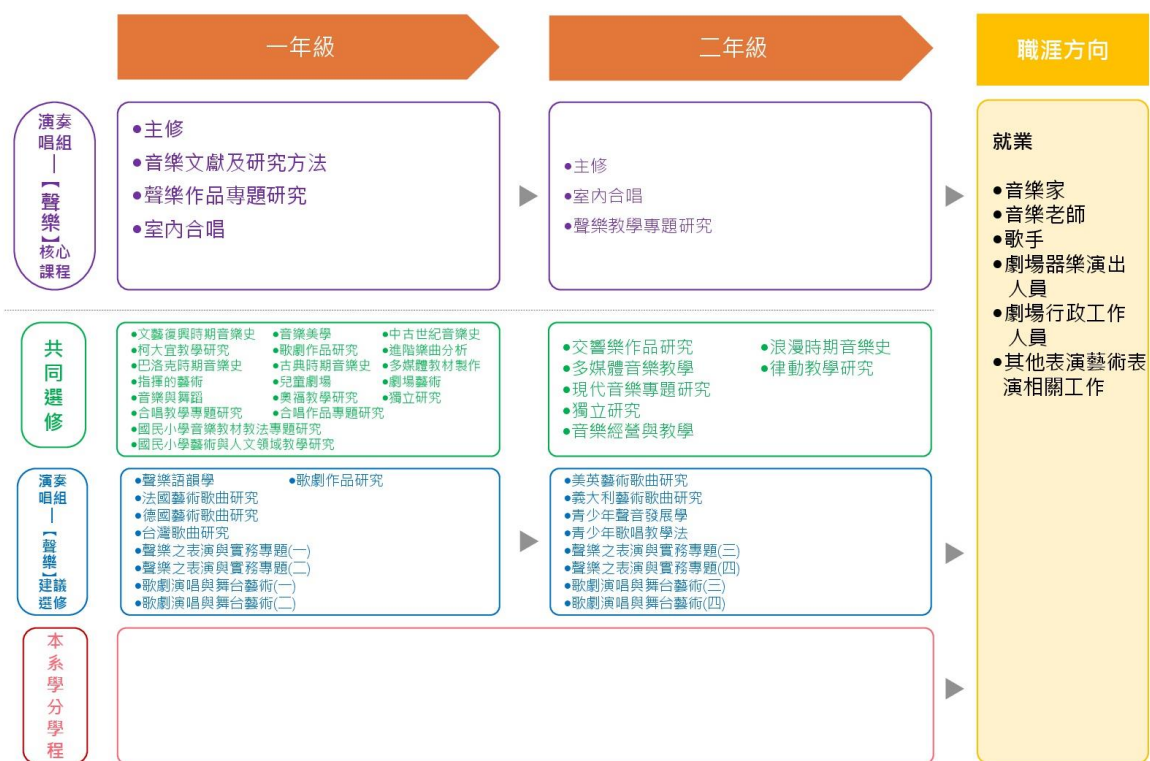 一年級
二年級
職涯方向
演奏
唱組
｜
【聲樂】
核心
課程
●主修
●音樂文獻及研究方法
●聲樂作品專題研究
●室內合唱
●主修
●室內合唱
●聲樂教學專題研究
就業
●音樂家
●音樂老師
●歌手
●劇場器樂演出
人員
●劇場行政工作
人員
●其他表演藝術表
演相關工作
共同選修
●文藝復興時期音樂史 ●音樂美學 ●中古世紀音樂史
●柯大宜教學研究 ●歌劇作品研究 ●進階樂曲分析
●巴洛克時期音樂史 ●古典時期音樂史 ●多媒體教材製作
●指揮的藝術 ●兒童劇場 ●劇場藝術
●音樂與舞蹈 ●奧福教學研究 ●獨立研究
●合唱教學專題研究 ●合唱作品專題研究
●國民小學音樂教材教法專題研究
●國民小學藝術與人文領域教學研究
●交響樂作品研究 ●浪漫時期音樂史
●多媒體音樂教學 ●律動教學研究
●現代音樂專題研究
●獨立研究
●音樂經營與教學
演奏
唱組
｜
【聲樂】
建議
選修
●聲樂語韻學 ●歌劇作品研究
●法國藝術歌曲研究
●德國藝術歌曲研究
●台灣歌曲研究
●聲樂之表演與實務專題(一)
●聲樂之表演與實務專題(二)
●歌劇演唱與舞台藝術(一)
●歌劇演唱與舞台藝術(二)
●美英藝術歌曲研究
●義大利藝術歌曲研究
●青少年聲音發展學
●青少年歌唱教學法
●聲樂之表演與實務專題(三)
●聲樂之表演與實務專題(四)
●歌劇演唱與舞台藝術(三)
●歌劇演唱與舞台藝術(四)
本系學分學程